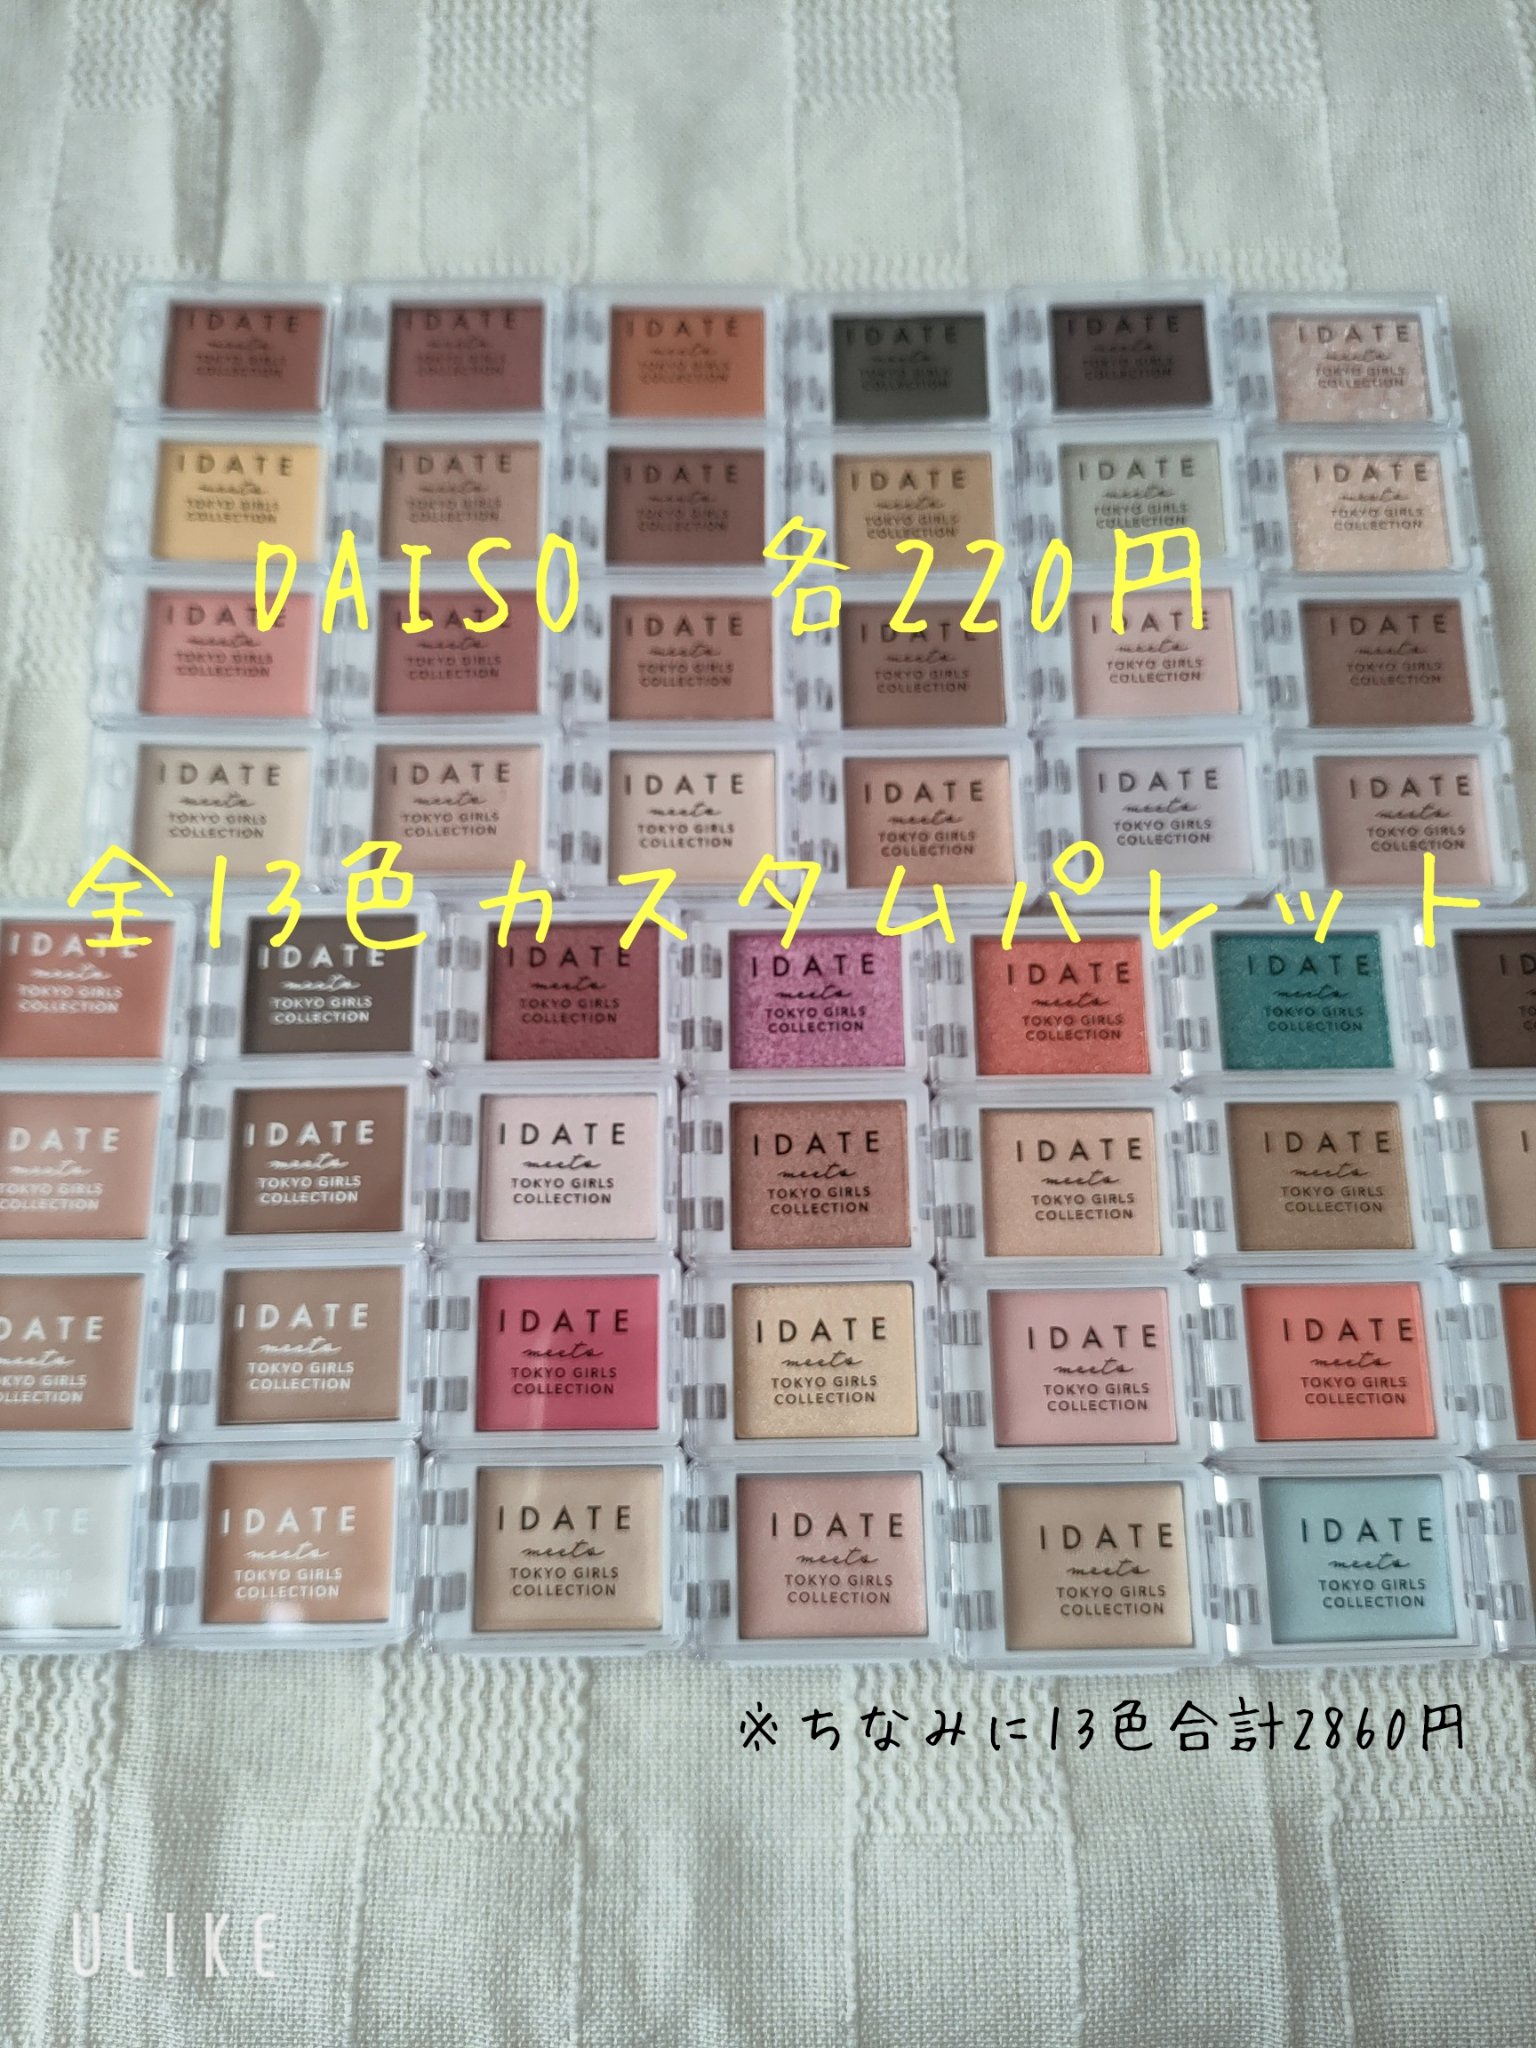 IDATE meets TOKYO GIRLS COLLECTION
DAISO 各220円
全13色カスタムパレット
※ちなみに13色合計2860円
ULIKE